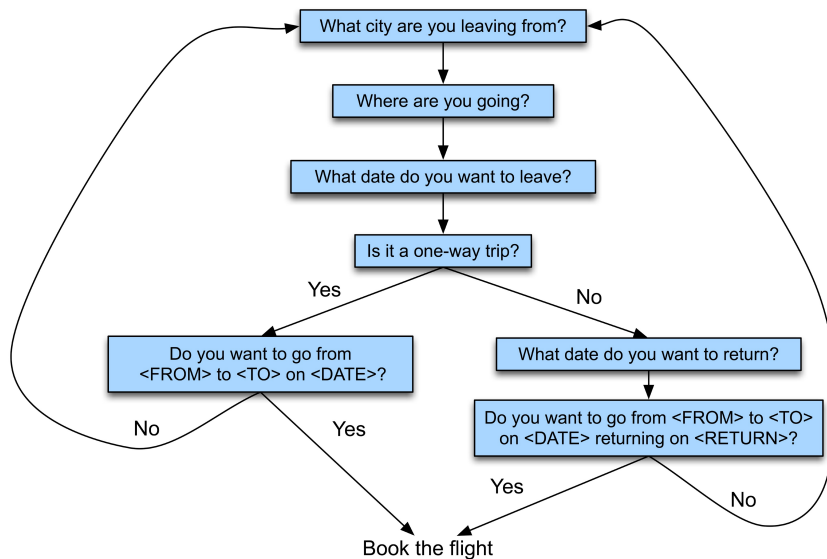 What city are you leaving from?
Where are you going?
What date do you want to leave?
Is it a one-way trip?
Yes
No
Do you want to go from
<FROM> to <TO> on <DATE>?
What date do you want to return?
Do you want to go from <FROM> to <TO>
on <DATE> returning on <RETURN>?
No
Yes
Yes
No
Book the flight